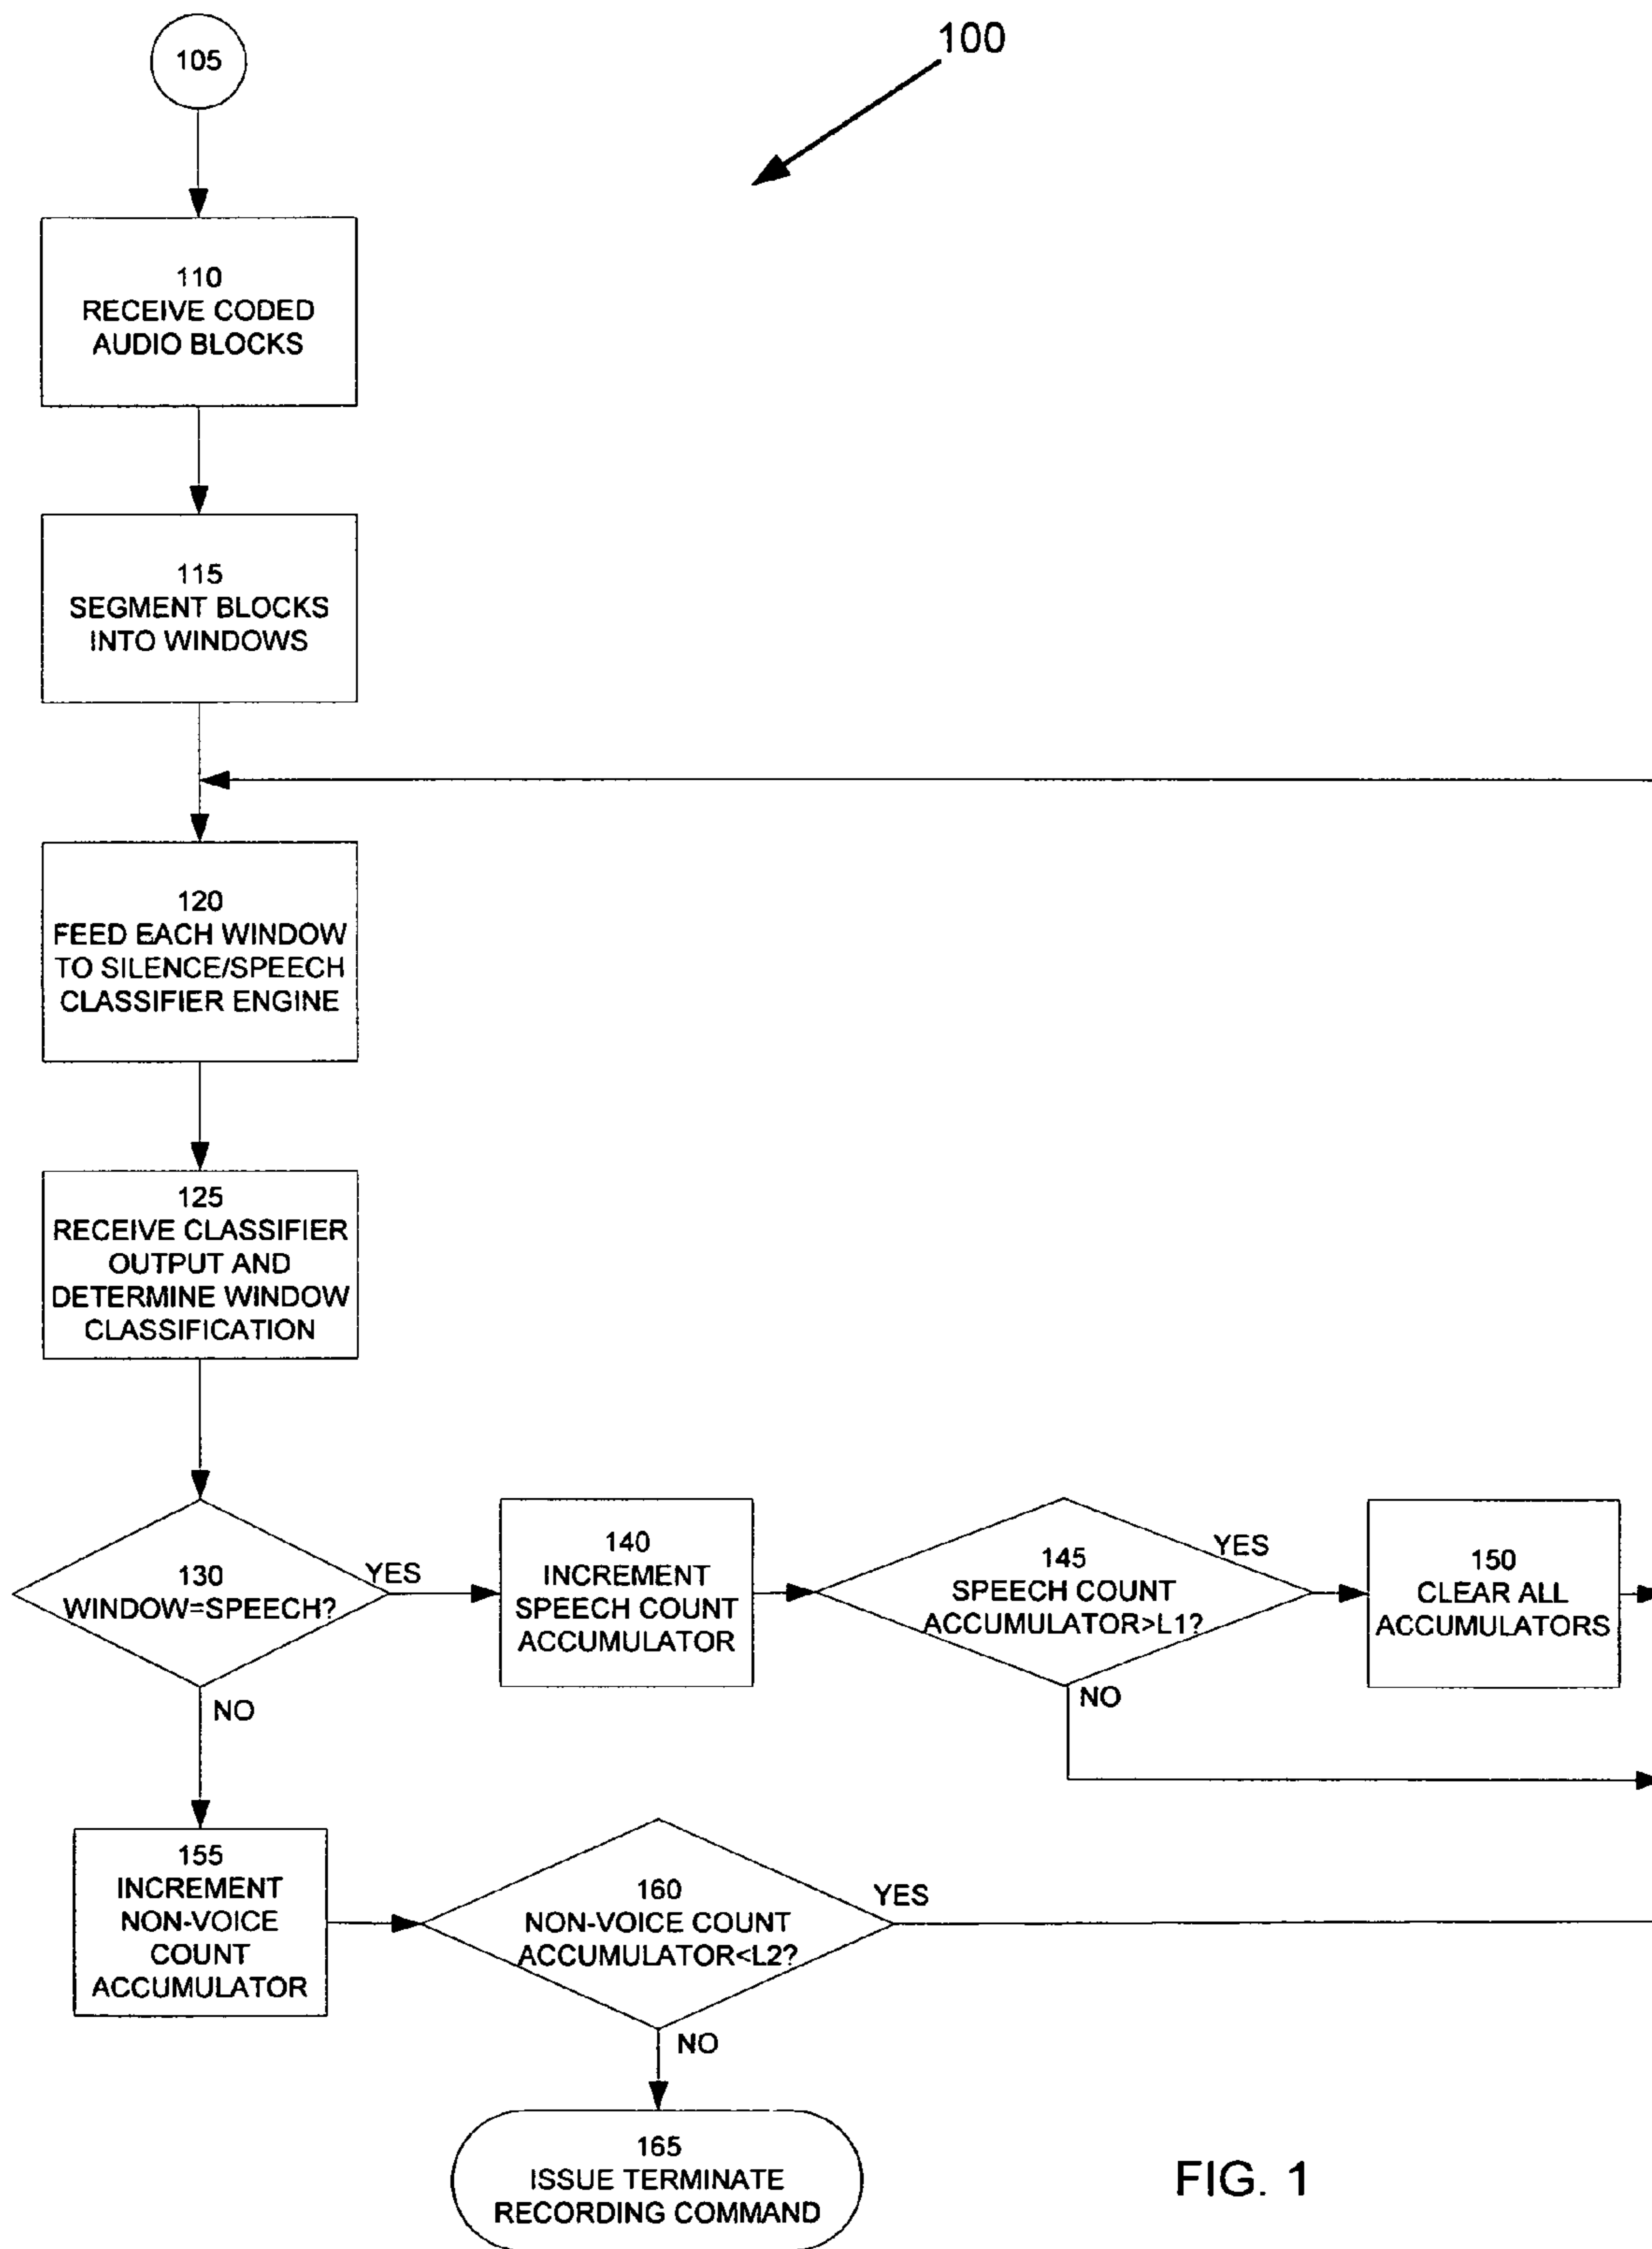 105
100
110
RECEIVE CODED
AUDIO BLOCKS
115
SEGMENT BLOCKS
INTO WINDOWS
120
FEED EACH WINDOW
TO SILENCE/SPEECH
CLASSIFIER ENGINE
125
RECEIVE CLASSIFIER
OUTPUT AND
DETERMINE WINDOW
CLASSIFICATION
130
WINDOW=SPEECH?
YES
NO
140
INCREMENT
SPEECH COUNT
ACCUMULATOR
145
SPEECH COUNT
ACCUMULATOR>L1?
YES
NO
150
CLEAR ALL
ACCUMULATORS
155
INCREMENT
NON-VOICE
COUNT
ACCUMULATOR
160
NON-VOICE COUNT
ACCUMULATOR<L2?
YES
NO
165
ISSUE TERMINATE
RECORDING COMMAND
FIG. 1